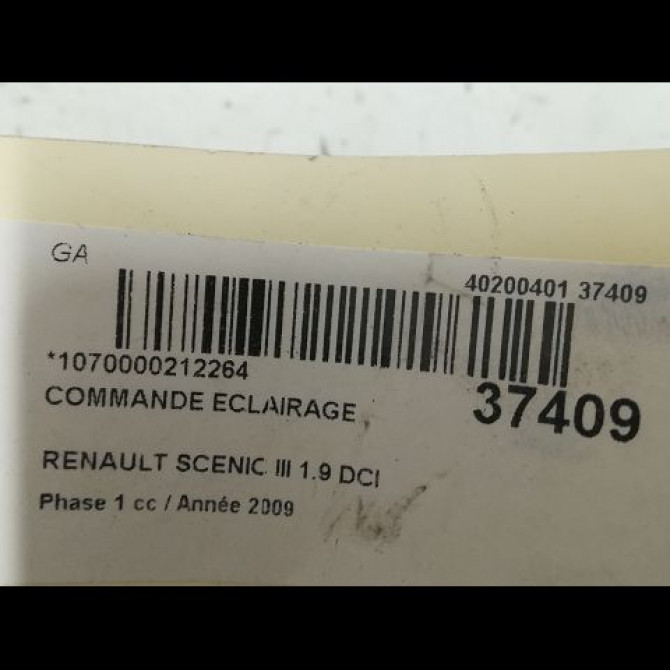 GA
40200401 37409
*1070000212264
COMMANDE ECLAIRAGE
37409
RENAULT SCENIC III 1.9 DCI
Phase 1 cc / Année 2009